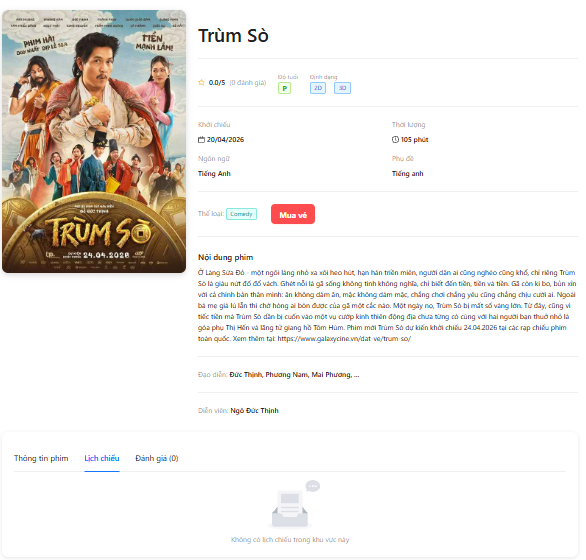 PHIM HÀI
DUY NHẤT DỊP LỄ 30.4
TIỀN
MẠNH LẮM!
TRÙM SÒ
24.04.2026
Trùm Sò
0.0/5 (0 đánh giá)
Độ tuổi
P
Định dạng
2D 3D
Khởi chiếu
20/04/2026
Thời lượng
105 phút
Ngôn ngữ
Tiếng Anh
Phụ đề
Tiếng anh
Thể loại: Comedy
Mua vé
Nội dung phim
Ở Làng Sửa Đó - một ngôi làng nhỏ xa xôi heo hút, hạn hán triền miên, người dân ai cũng nghèo cũng khổ, chỉ riêng Trùm
Sò là giàu nứt đố đổ vách. Ghét nỗi là gã sống không tình không nghĩa, chỉ biết đến tiền, tiền và tiền. Gã còn ki bo, bủn xỉn
với cả chính bản thân mình: ăn không dám ăn, mặc không dám mặc, chẳng chơi chẳng yêu cũng chẳng chịu cưới ai. Ngoài
bà mẹ già lú lẫn thì chớ hòng ai bòn được của gã một cắc nào. Một ngày nọ, Trùm Sò bị mất số vàng lớn. Từ đây, cũng vì
tiếc tiền mà Trùm Sò dần bị cuốn vào một vụ cướp kinh thiên động địa chưa từng có cùng với hai người bạn thuở nhỏ là
góa phụ Thị Hến và lãng tử giang hồ Tôm Hùm. Phim mới Trùm Sò dự kiến khởi chiếu 24.04.2026 tại các rạp chiếu phim
toàn quốc. Xem thêm tại: https://www.galaxycine.vn/dat-ve/trum-so/
Đạo diễn: Đức Thịnh, Phương Nam, Mai Phương, ...
Diễn viên: Ngô Đức Thịnh
Thông tin phim Lịch chiếu Đánh giá (0)
Không có lịch chiếu trong khu vực này